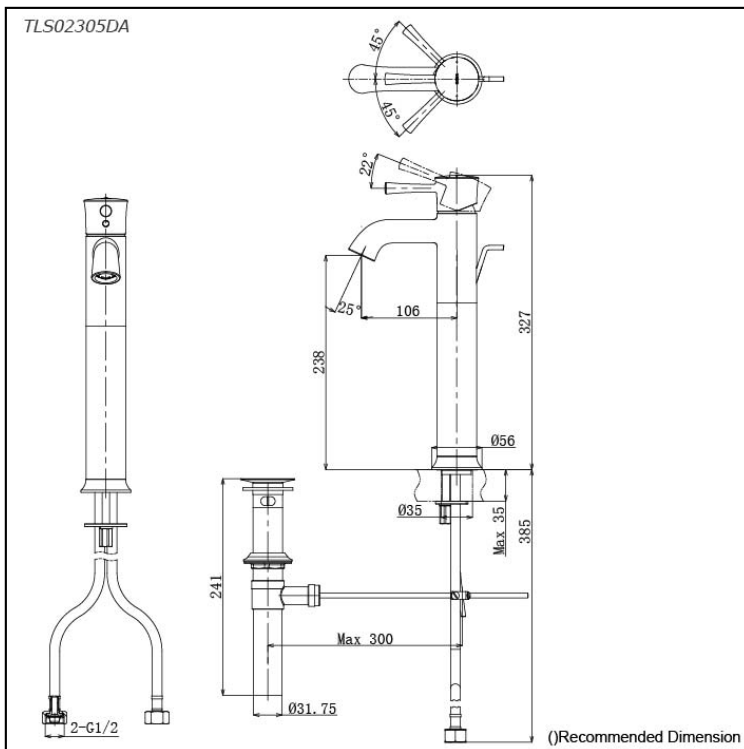 TLS02305DA
45°
45°
22°
25°
106
238
327
Ø56
Ø35
Max 35
385
241
Max 300
Ø31.75
2-G1/2
()Recommended Dimension